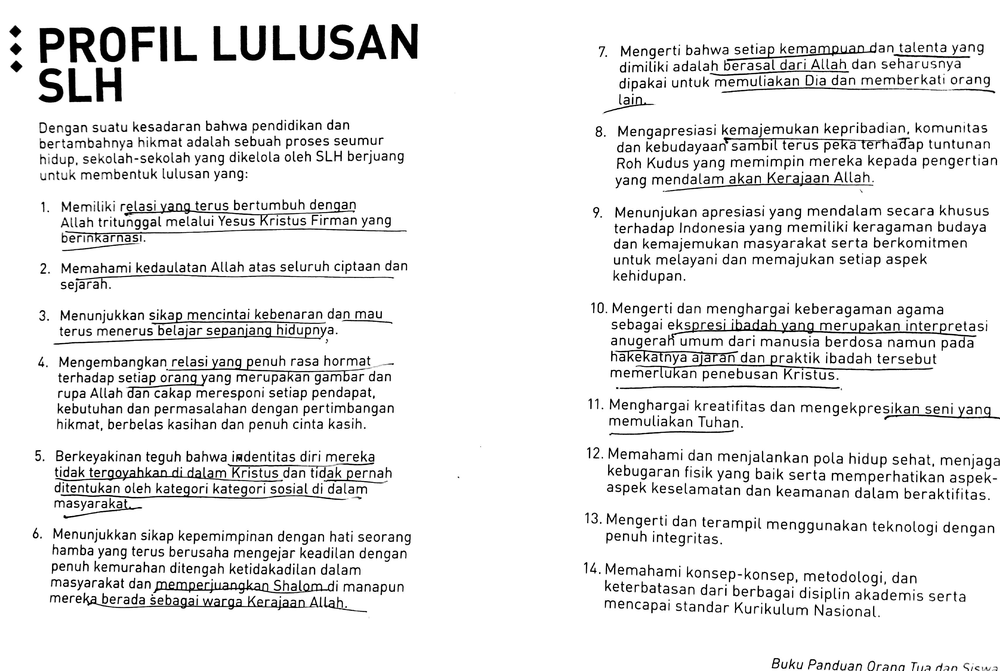 PROFIL LULUSAN
SLH
Dengan suatu kesadaran bahwa pendidikan dan
bertambahnya hikmat adalah sebuah proses seumur
hidup, sekolah-sekolah yang dikelola oleh SLH berjuang
untuk membentuk lulusan yang:
1. Memiliki relasi yang terus bertumbuh dengan
Allah tritunggal melalui Yesus Kristus Firman yang
berinkarnasi.
2. Memahami kedaulatan Allah atas seluruh ciptaan dan
sejarah.
3. Menunjukkan sikap mencintai kebenaran dan mau
terus menerus belajar sepanjang hidupnya.
4. Mengembangkan relasi yang penuh rasa hormat
terhadap setiap orang yang merupakan gambar dan
rupa Allah dan cakap meresponi setiap pendapat,
kebutuhan dan permasalahan dengan pertimbangan
hikmat, berbelas kasihan dan penuh cinta kasih.
5. Berkeyakinan teguh bahwa indentitas diri mereka
tidak tergoyahkan di dalam Kristus dan tidak pernah
ditentukan oleh kategori kategori sosial di dalam
masyarakat.
6. Menunjukkan sikap kepemimpinan dengan hati seorang
hamba yang terus berusaha mengejar keadilan dengan
penuh kemurahan ditengah ketidakadilan dalam
masyarakat dan memperjuangkan Shalom di manapun
mereka berada sebagai warga Kerajaan Allah.
7. Mengerti bahwa setiap kemampuan dan talenta yang
dimiliki adalah berasal dari Allah dan seharusnya
dipakai untuk memuliakan Dia dan memberkati orang
lain.
8. Mengapresiasi kemajemukan kepribadian, komunitas
dan kebudayaan sambil terus peka terhadap tuntunan
Roh Kudus yang memimpin mereka kepada pengertian
yang mendalam akan Kerajaan Allah.
9. Menunjukan apresiasi yang mendalam secara khusus
terhadap Indonesia yang memiliki keragaman budaya
dan kemajemukan masyarakat serta berkomitmen
untuk melayani dan memajukan setiap aspek
kehidupan.
10. Mengerti dan menghargai keberagaman agama
sebagai ekspresi ibadah yang merupakan interpretasi
anugerah umum dari manusia berdosa namun pada
hakekatnya ajaran dan praktik ibadah tersebut
memerlukan penebusan Kristus.
11. Menghargai kreatifitas dan mengekpresikan seni yang
memuliakan Tuhan.
12. Memahami dan menjalankan pola hidup sehat, menjaga
kebugaran fisik yang baik serta memperhatikan aspek-
aspek keselamatan dan keamanan dalam beraktifitas.
13. Mengerti dan terampil menggunakan teknologi dengan
penuh integritas.
14. Memahami konsep-konsep, metodologi, dan
keterbatasan dari berbagai disiplin akademis serta
mencapai standar Kurikulum Nasional.
Buku Panduan Orang Tua dan Siswa